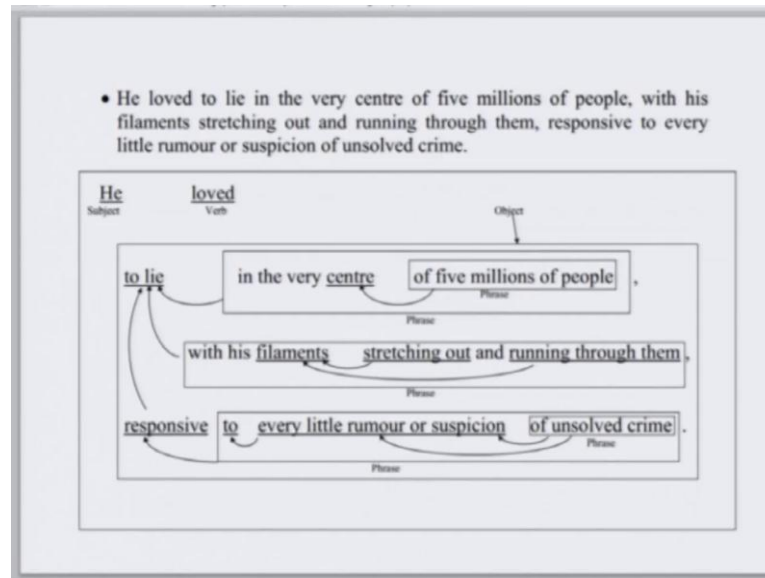 • He loved to lie in the very centre of five millions of people, with his
filaments stretching out and running through them, responsive to every
little rumour or suspicion of unsolved crime.
He loved
Subject Verb Object
to lie in the very centre of five millions of people ,
Phrase
Phrase
with his filaments stretching out and running through them ,
Phrase
responsive to every little rumour or suspicion of unsolved crime .
Phrase
Phrase